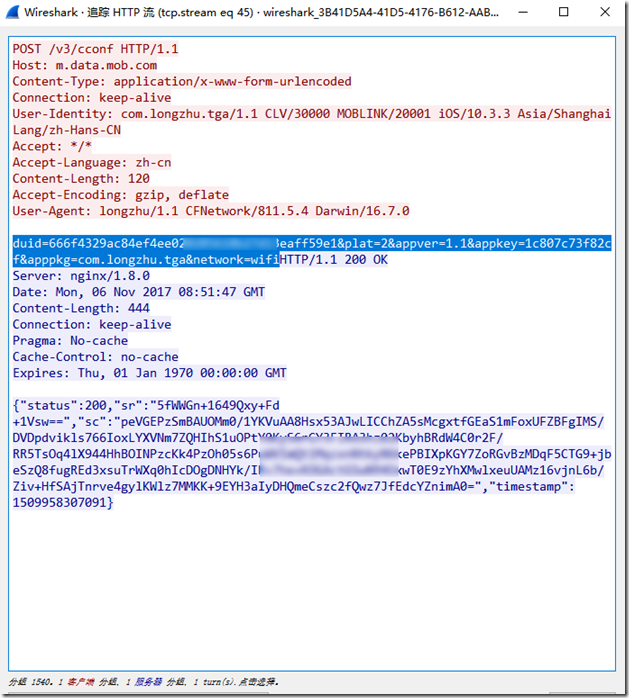 Wireshark · 追踪 HTTP 流 (tcp.stream eq 45) · wireshark_3B41D5A4-41D5-4176-B612-AAB...
POST /v3/cconf HTTP/1.1
Host: m.data.mob.com
Content-Type: application/x-www-form-urlencoded
Connection: keep-alive
User-Identity: com.longzhu.tga/1.1 CLV/30000 MOBLINK/20001 iOS/10.3.3 Asia/Shanghai
Lang/zh-Hans-CN
Accept: */*
Accept-Language: zh-cn
Content-Length: 120
Accept-Encoding: gzip, deflate
User-Agent: longzhu/1.1 CFNetwork/811.5.4 Darwin/16.7.0
duid=666f4329ac84ef4ee02 3eaff59e1&plat=2&appver=1.1&appkey=1c807c73f82c
f&apppkg=com.longzhu.tga&network=wifiHTTP/1.1 200 OK
Server: nginx/1.8.0
Date: Mon, 06 Nov 2017 08:51:47 GMT
Content-Length: 444
Connection: keep-alive
Pragma: No-cache
Cache-Control: no-cache
Expires: Thu, 01 Jan 1970 00:00:00 GMT
{"status":200,"sr":"5fWWGn+1649Qxy+Fd
+1Vsw==","sc":"peVGEPzSmBAUOMm0/1YKVuAA8Hsx53AJwLICChZA5sMcgxtfGEaS1mFoxUFZBFgIMS/
DVDpdvikls766IoxLYXVNm7ZQHIhS1uOPt KbyhBRdW4C0r2F/
RR5TsOq4lX944HhBOINPzcKk4PzOh05s6Pu kePBIXpKGY7ZoRGvBzMDqF5CTG9+jb
eSzQ8fugREd3xsuTrWXq0hIcDOgDNHYk/I wT0E9zYhXMwlxeuUAMz16vjnL6b/
Ziv+HfSAjTnrve4gylKWlz7MMKK+9EYH3aIyDHQmeCszc2fQwz7JfEdcYZnimA0=","timestamp":
1509958307091}
分组 1540. 1 客户端 分组, 1 服务器 分组, 1 turn(s).点击选择。